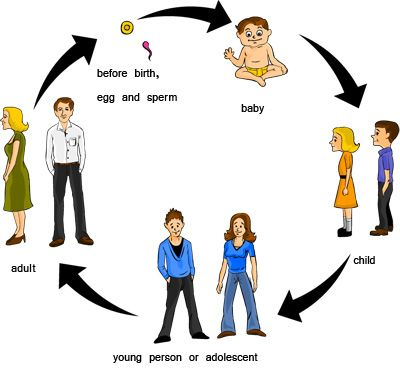 before birth,
egg and sperm
baby
child
young person or adolescent
adult